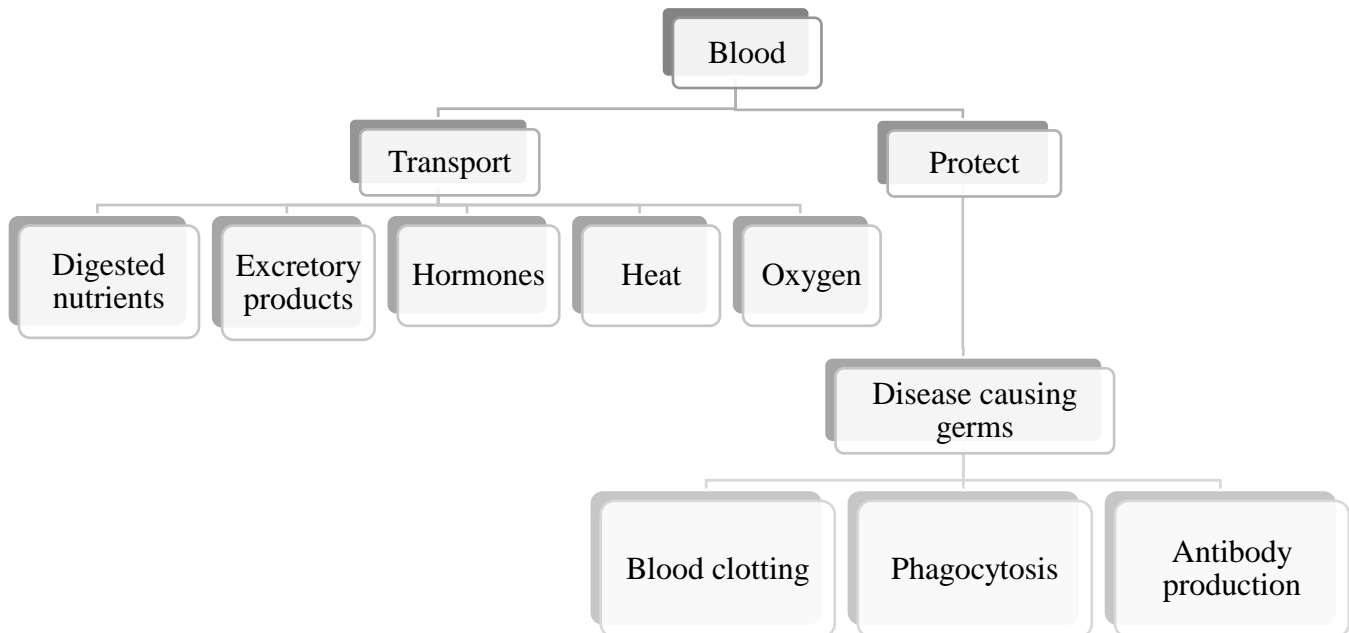 Blood
Transport
Protect
Digested
nutrients
Excretory
products
Hormones
Heat
Oxygen
Disease causing
germs
Blood clotting
Phagocytosis
Antibody
production